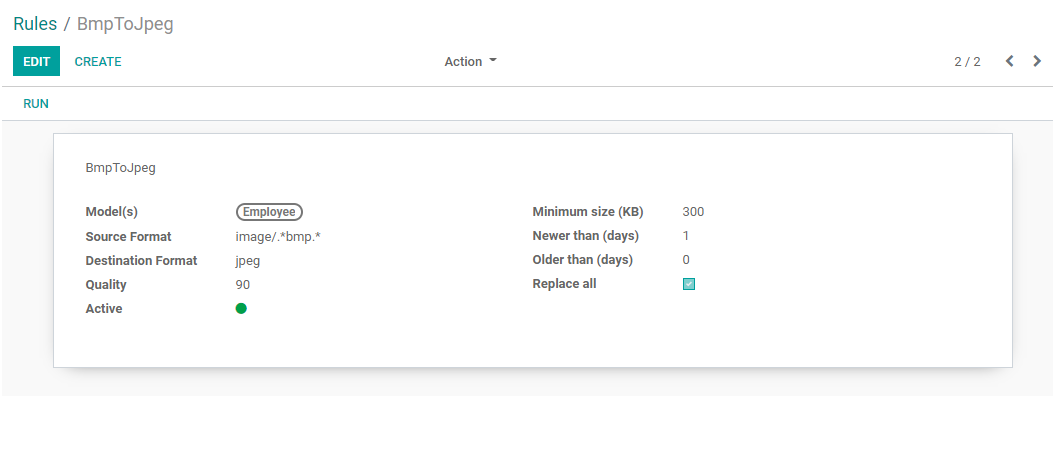 Rules / BmpToJpeg
EDIT CREATE Action 2 / 2
RUN
BmpToJpeg
Model(s) Employee
Source Format image/.*bmp.*
Destination Format jpeg
Quality 90
Active
Minimum size (KB) 300
Newer than (days) 1
Older than (days) 0
Replace all